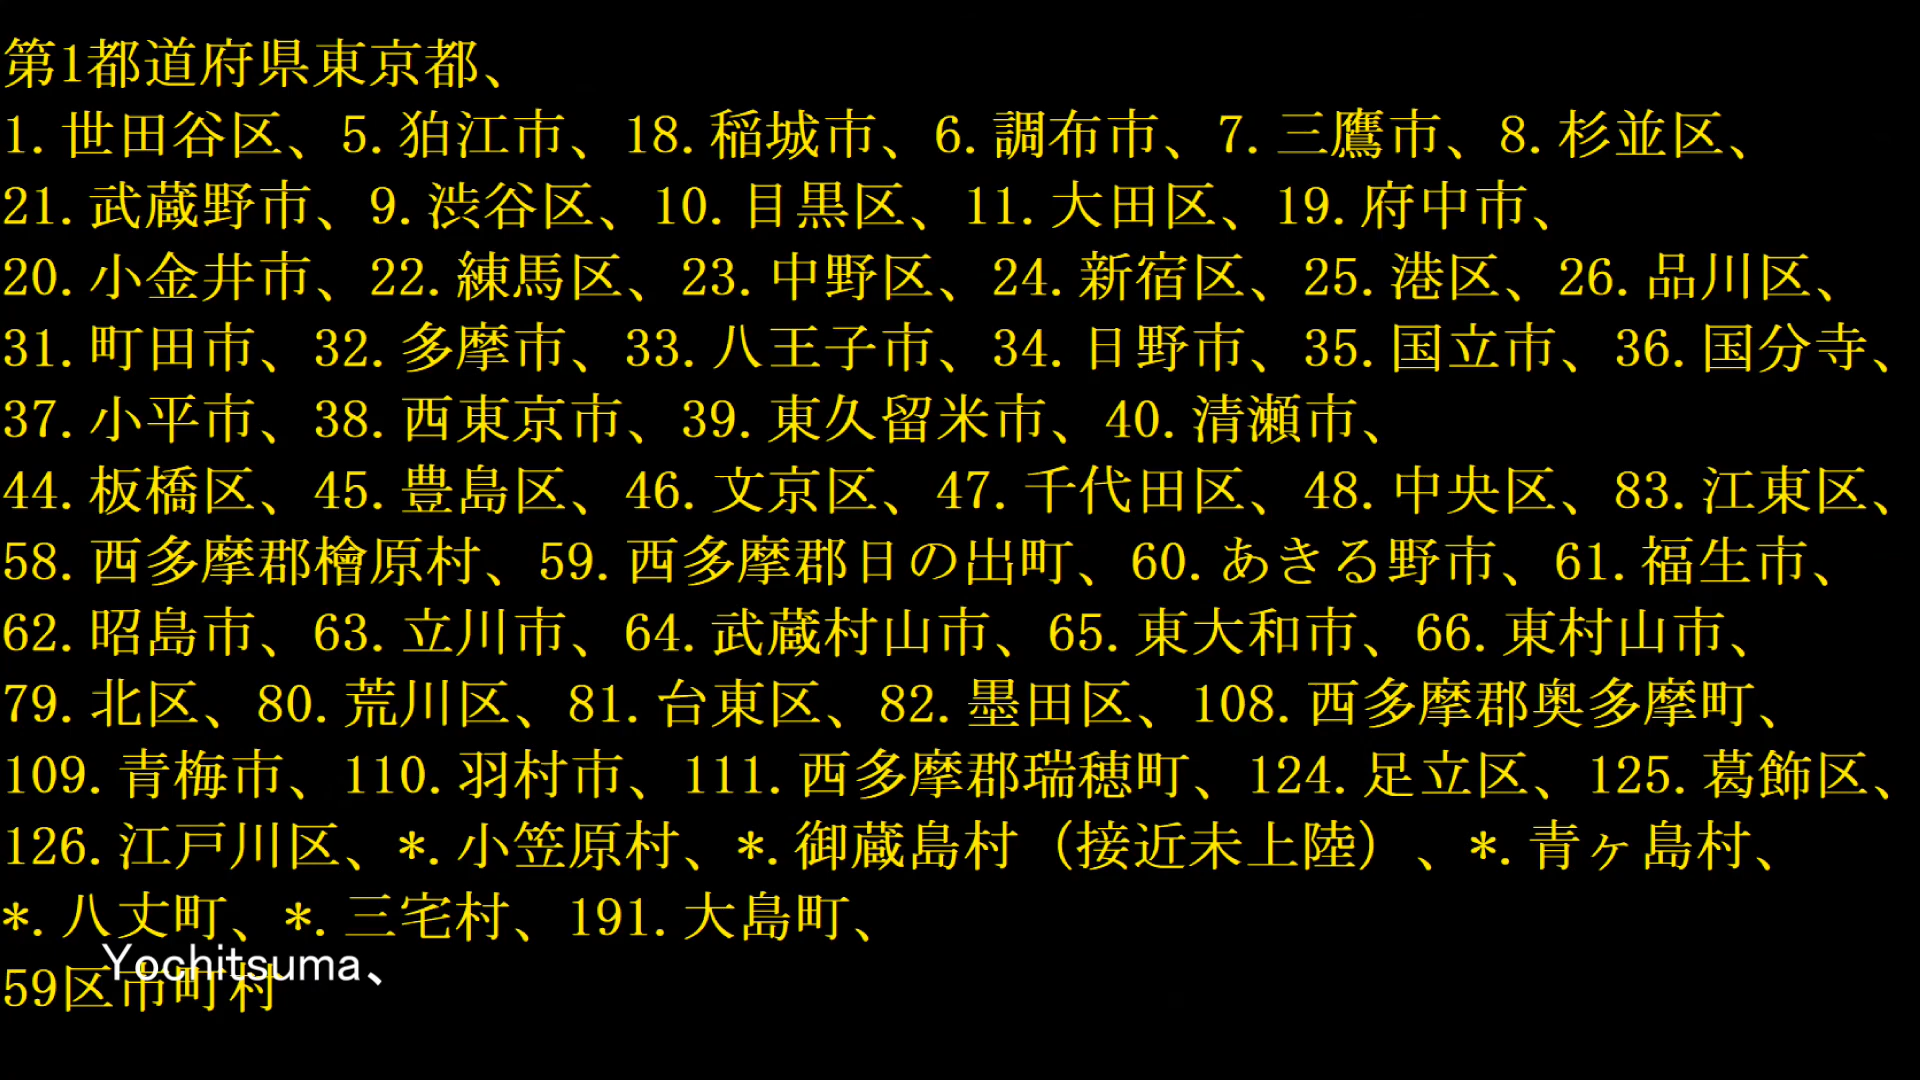 第1都道府県東京都、
1.世田谷区、5.狛江市、18.稲城市、6.調布市、7.三鷹市、8.杉並区、
21.武蔵野市、9.渋谷区、10.目黒区、11.大田区、19.府中市、
20.小金井市、22.練馬区、23.中野区、24.新宿区、25.港区、26.品川区、
31.町田市、32.多摩市、33.八王子市、34.日野市、35.国立市、36.国分寺、
37.小平市、38.西東京市、39.東久留米市、40.清瀬市、
44.板橋区、45.豊島区、46.文京区、47.千代田区、48.中央区、83.江東区、
58.西多摩郡檜原村、59.西多摩郡日の出町、60.あきる野市、61.福生市、
62.昭島市、63.立川市、64.武蔵村山市、65.東大和市、66.東村山市、
79.北区、80.荒川区、81.台東区、82.墨田区、108.西多摩郡奥多摩町、
109.青梅市、110.羽村市、111.西多摩郡瑞穂町、124.足立区、125.葛飾区、
126.江戸川区、*.小笠原村、*.御蔵島村（接近未上陸）、*.青ヶ島村、
*.八丈町、*.三宅村、191.大島町、
Yochitsuma、
59区市町村